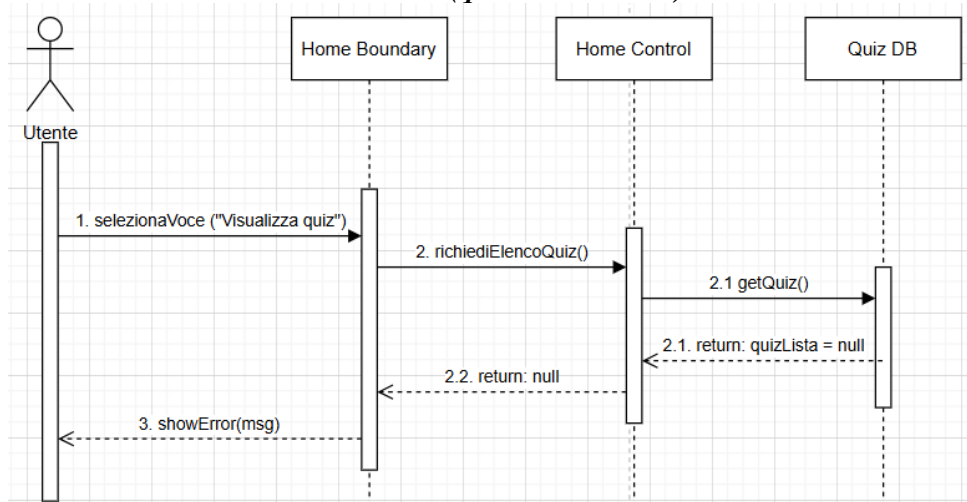 Home Boundary
Home Control
Quiz DB
Utente
1. selezionaVoce ("Visualizza quiz")
2. richiediElencoQuiz()
2.1 getQuiz()
2.1. return: quizLista = null
2.2. return: null
3. showError(msg)